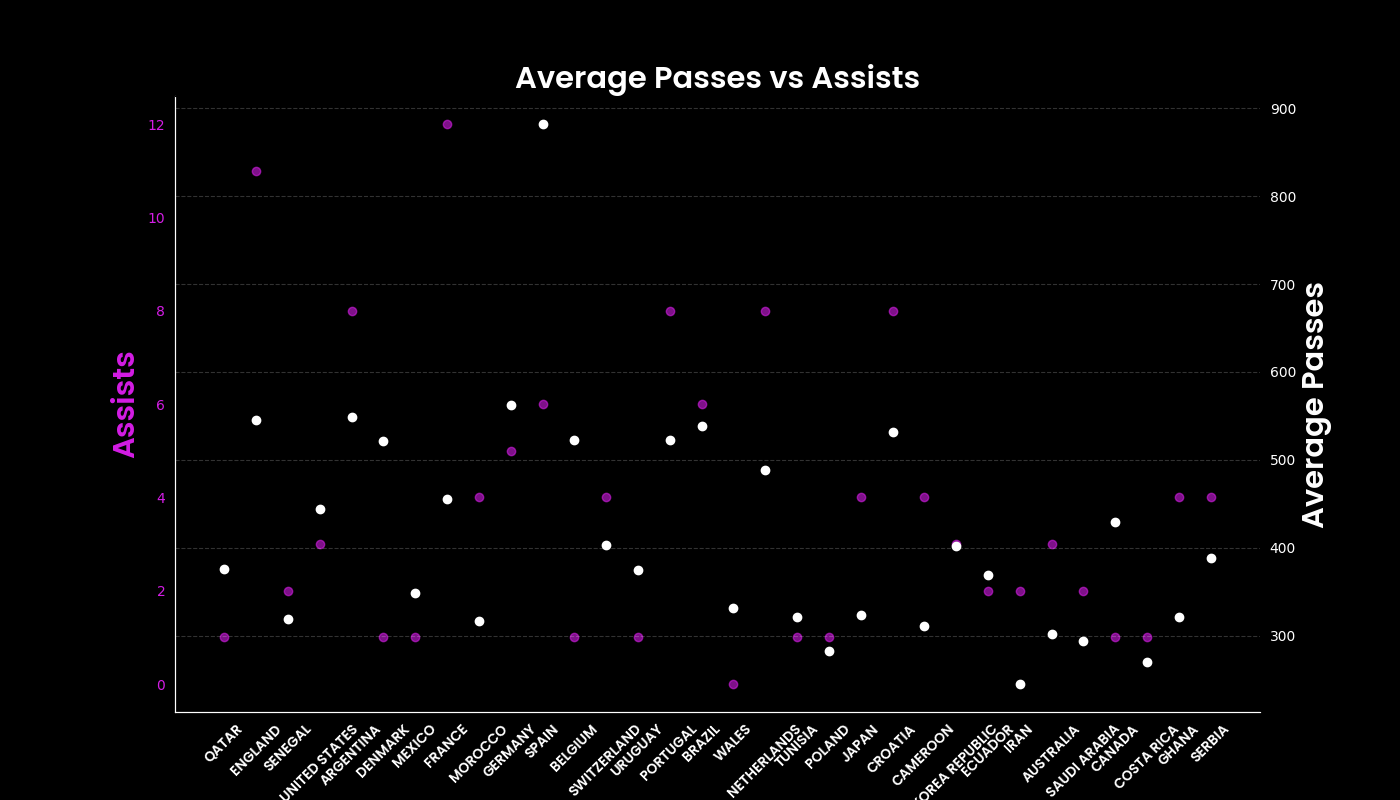 Average Passes vs Assists
12
10
8
6
4
2
0
Assists
900
800
700
600
500
400
300
Average Passes
QATAR
ENGLAND
SENEGAL
UNITED STATES
ARGENTINA
DENMARK
MEXICO
FRANCE
MOROCCO
GERMANY
SPAIN
BELGIUM
SWITZERLAND
URUGUAY
PORTUGAL
BRAZIL
WALES
NETHERLANDS
TUNISIA
POLAND
JAPAN
CROATIA
CAMEROON
OREA REPUBLIC
ECUADOR
IRAN
AUSTRALIA
SAUDI ARABIA
CANADA
COSTA RICA
GHANA
SERBIA